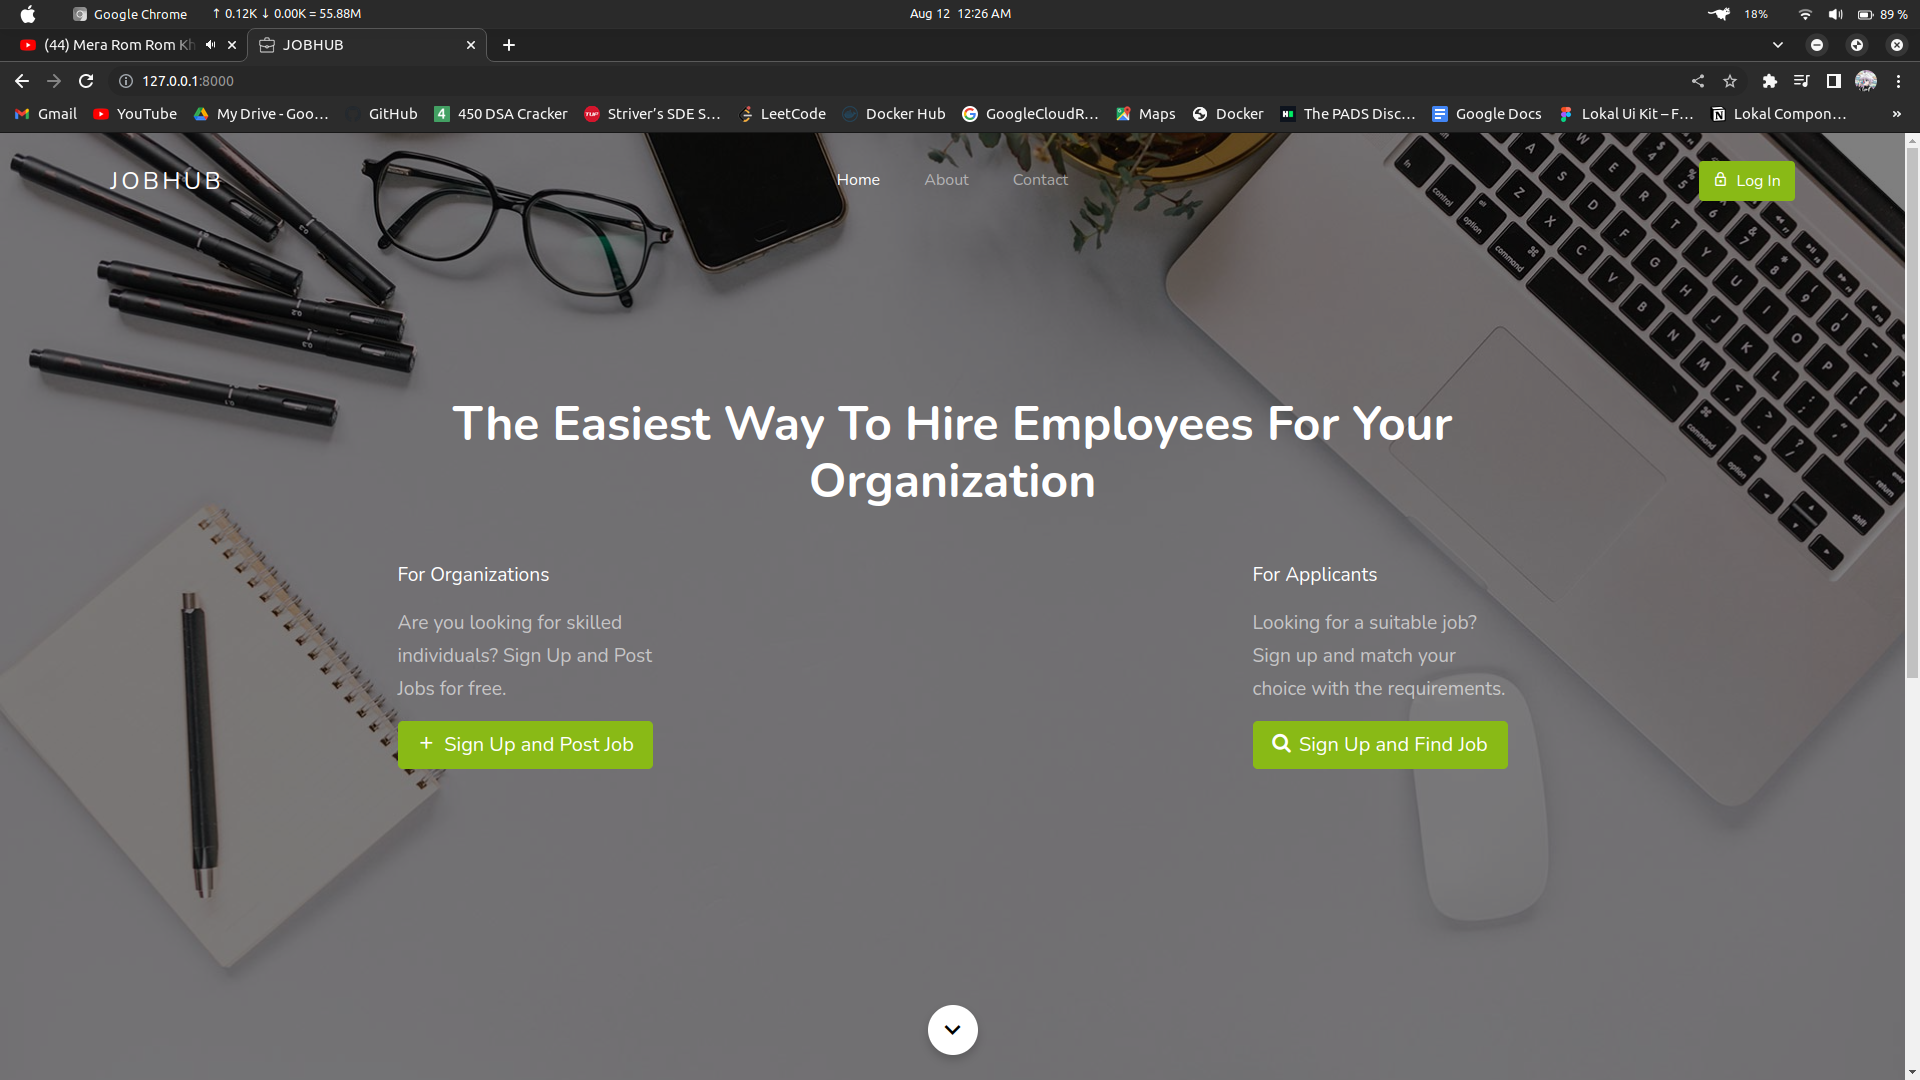 Google Chrome ↑ 0.12K ↓ 0.00K = 55.88M Aug 12 12:26 AM 18% 89 %
(44) Mera Rom Rom Kh JOBHUB
127.0.0.1:8000
Gmail YouTube My Drive - Goo… GitHub 450 DSA Cracker Striver's SDE S… LeetCode Docker Hub GoogleCloudR… Maps Docker The PADS Disc… Google Docs Lokal Ui Kit – F… Lokal Compon… »
JOBHUB Home About Contact Log In
The Easiest Way To Hire Employees For Your
Organization
For Organizations
Are you looking for skilled
individuals? Sign Up and Post
Jobs for free.
+ Sign Up and Post Job
For Applicants
Looking for a suitable job?
Sign up and match your
choice with the requirements.
Sign Up and Find Job